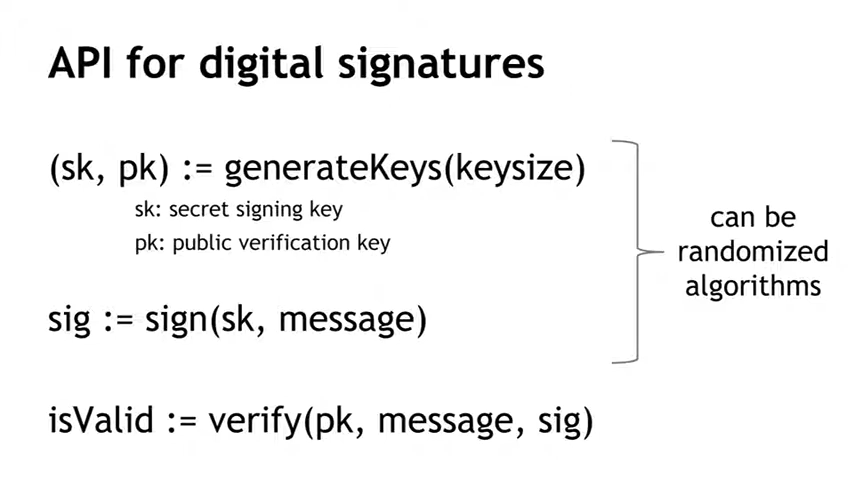 API for digital signatures
(sk, pk) := generateKeys(keysize)
sk: secret signing key
pk: public verification key
sig := sign(sk, message)
can be
randomized
algorithms
isValid := verify(pk, message, sig)